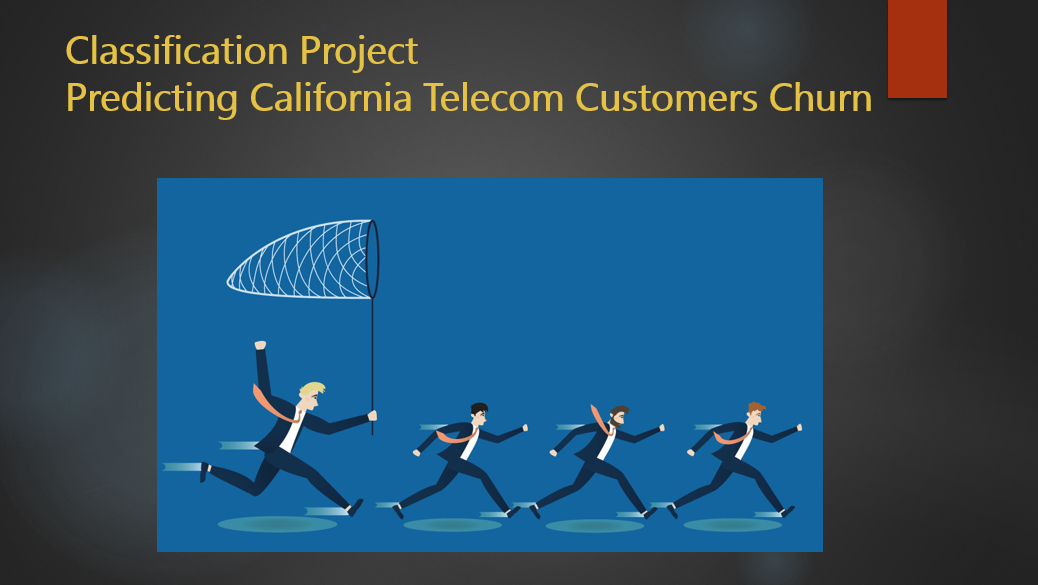 Classification Project
Predicting California Telecom Customers Churn